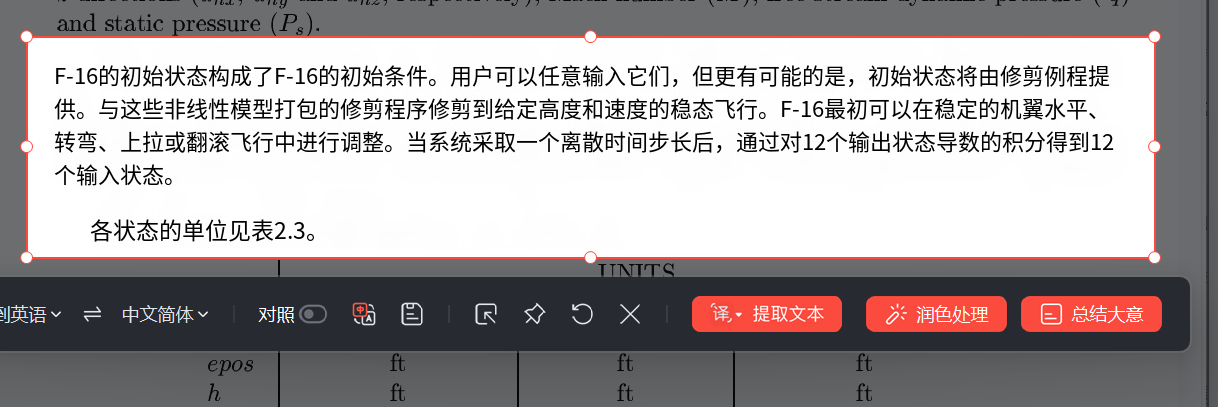 and static pressure (Pₛ).
F-16的初始状态构成了F-16的初始条件。用户可以任意输入它们，但更有可能的是，初始状态将由修剪例程提
供。与这些非线性模型打包的修剪程序修剪到给定高度和速度的稳态飞行。F-16最初可以在稳定的机翼水平、
转弯、上拉或翻滚飞行中进行调整。当系统采取一个离散时间步长后，通过对12个输出状态导数的积分得到12
个输入状态。
各状态的单位见表2.3。
UNITS
到英语 中文简体 对照 译 提取文本 润色处理 总结大意
epos ft ft ft
h ft ft ft